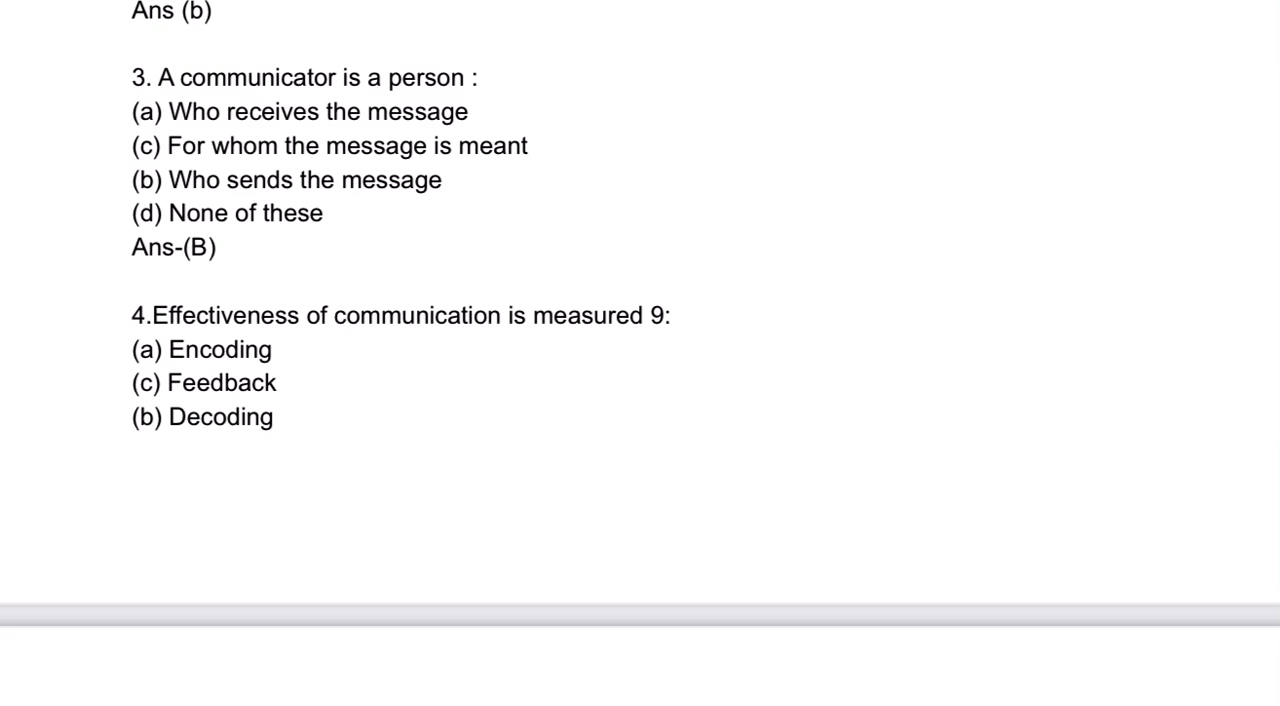 Ans (b)
3. A communicator is a person :
(a) Who receives the message
(c) For whom the message is meant
(b) Who sends the message
(d) None of these
Ans-(B)
4.Effectiveness of communication is measured 9:
(a) Encoding
(c) Feedback
(b) Decoding